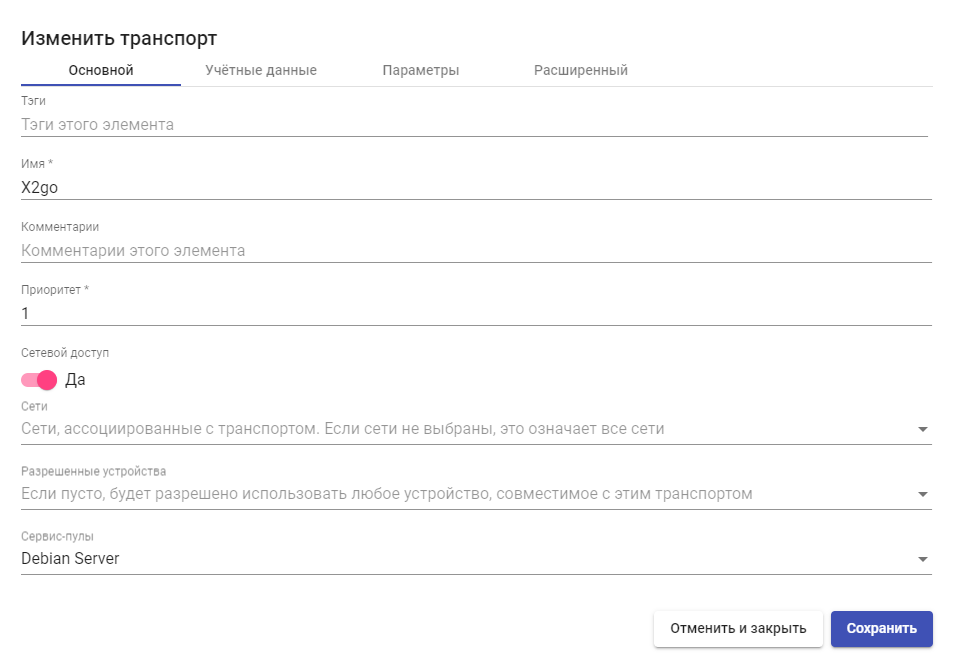 Изменить транспорт
Основной Учётные данные Параметры Расширенный
Тэги
Тэги этого элемента
Имя *
X2go
Комментарии
Комментарии этого элемента
Приоритет *
1
Сетевой доступ
Да
Сети
Сети, ассоциированные с транспортом. Если сети не выбраны, это означает все сети
Разрешенные устройства
Если пусто, будет разрешено использовать любое устройство, совместимое с этим транспортом
Сервис-пулы
Debian Server
Отменить и закрыть Сохранить